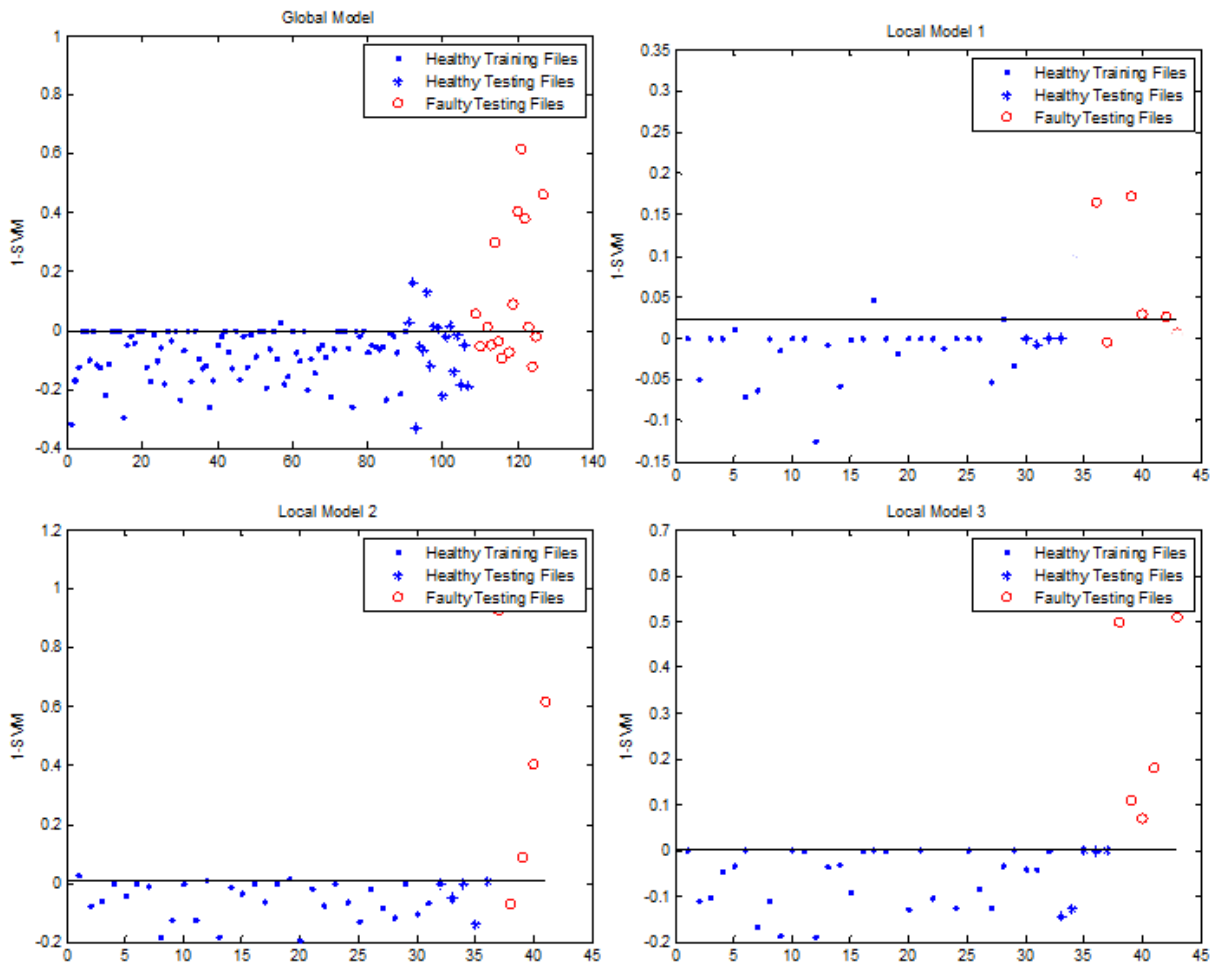 Global Model
1
0.8
0.6
0.4
0.2
0
-0.2
-0.4
1-SVM
Healthy Training Files
Healthy Testing Files
Faulty Testing Files
0 20 40 60 80 100 120 140
Local Model 1
0.35
0.3
0.25
0.2
0.15
0.1
0.05
0
-0.05
-0.1
-0.15
1-SVM
Healthy Training Files
Healthy Testing Files
Faulty Testing Files
0 5 10 15 20 25 30 35 40 45
Local Model 2
1.2
1
0.8
0.6
0.4
0.2
0
-0.2
1-SVM
Healthy Training Files
Healthy Testing Files
Faulty Testing Files
0 5 10 15 20 25 30 35 40 45
Local Model 3
0.7
0.6
0.5
0.4
0.3
0.2
0.1
0
-0.1
-0.2
1-SVM
Healthy Training Files
Healthy Testing Files
Faulty Testing Files
0 5 10 15 20 25 30 35 40 45